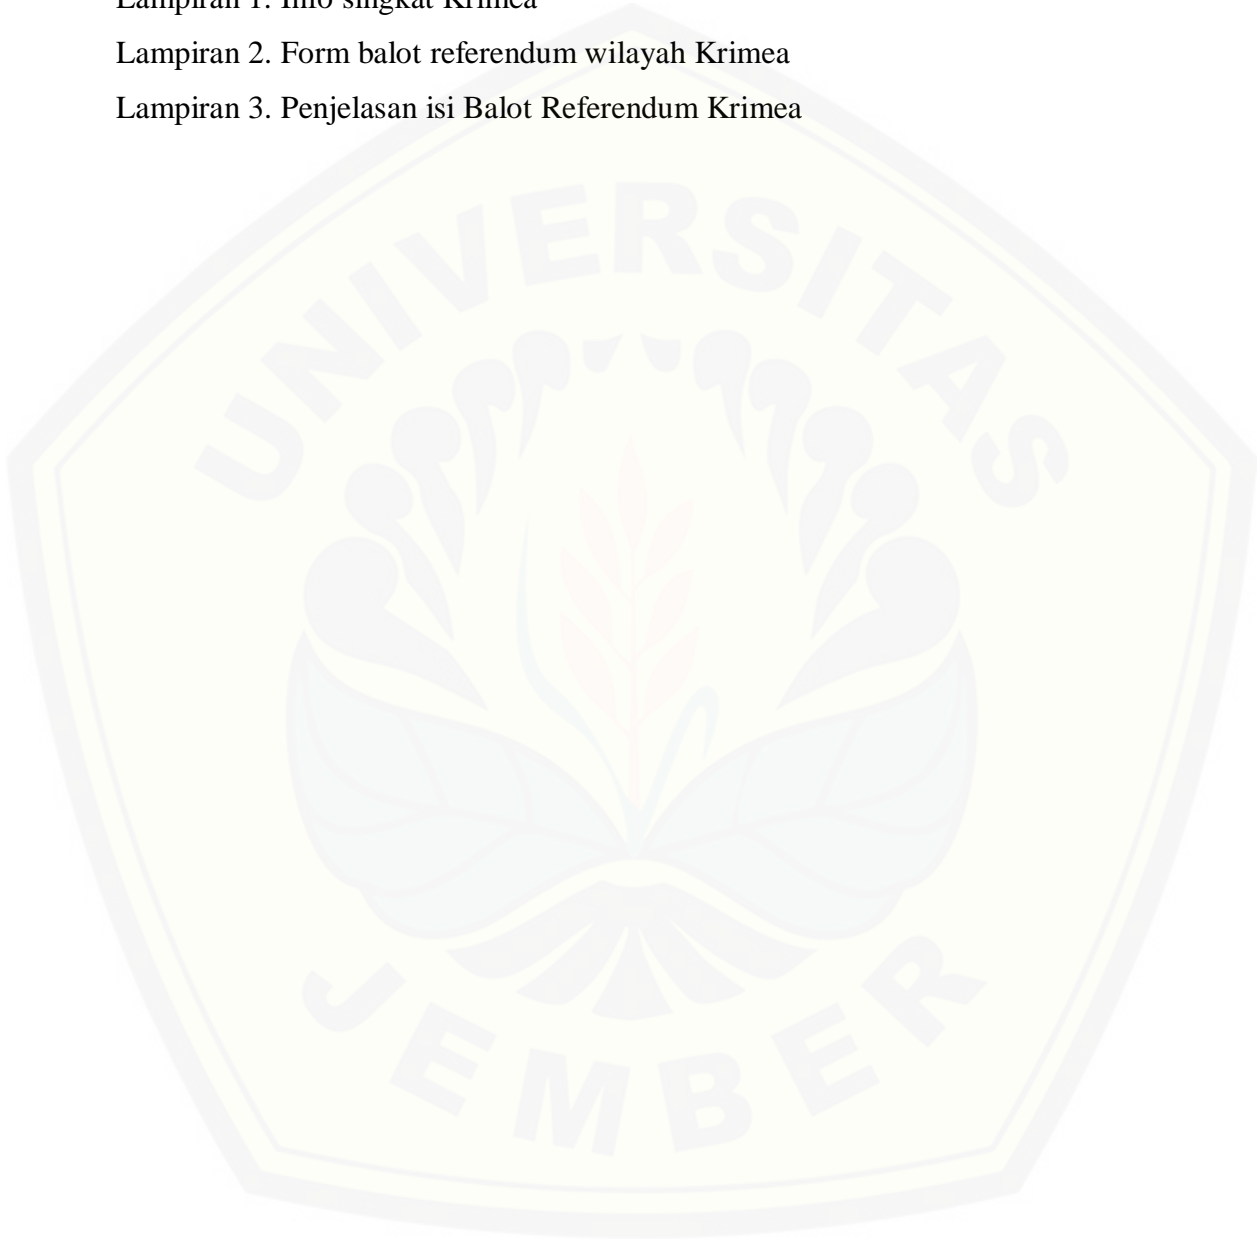 Lampiran 1. Info singkat Krimea
Lampiran 2. Form balot referendum wilayah Krimea
Lampiran 3. Penjelasan isi Balot Referendum Krimea
UNIVERSITAS
JEMBER